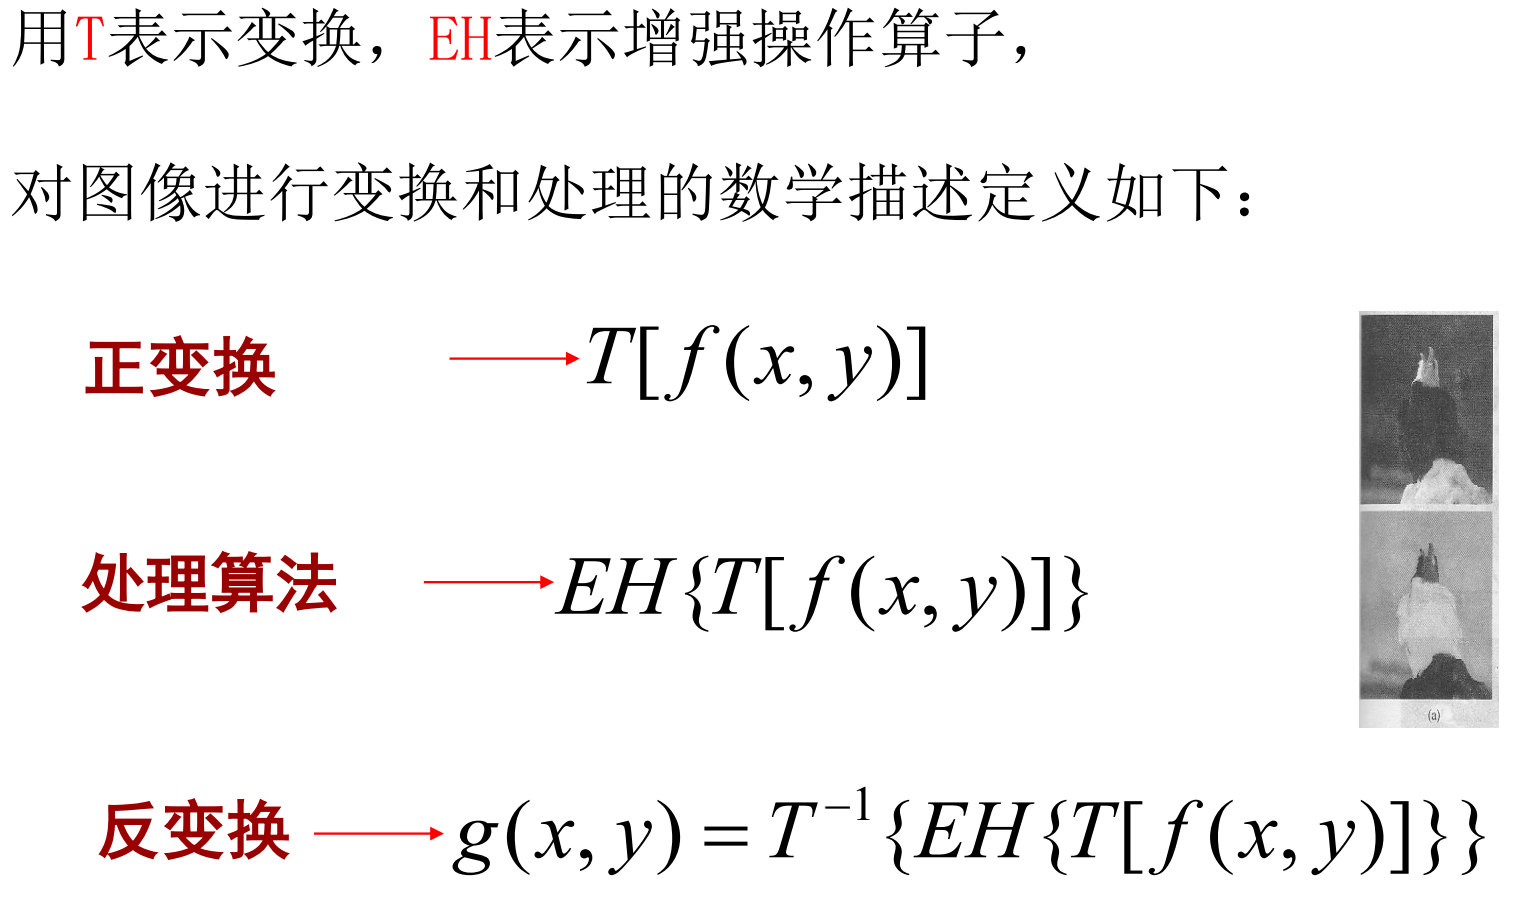 用T表示变换，EH表示增强操作算子，
对图像进行变换和处理的数学描述定义如下：
正变换 T[f(x,y)]
处理算法 EH{T[f(x,y)]}
(a)
反变换 g(x,y)=T⁻¹{EH{T[f(x,y)]}}